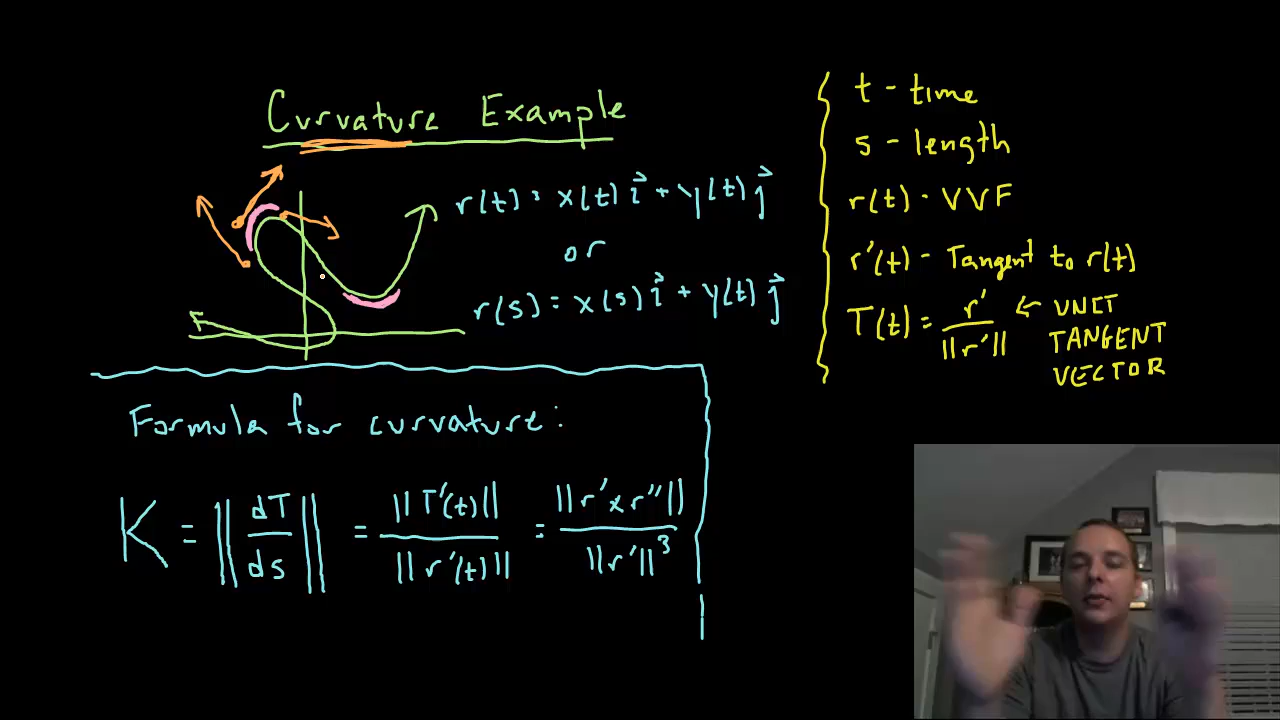 Curvature Example
r(t) = x(t) i⃗ + y(t) j⃗
or
r(s) = x(s) i⃗ + y(t) j⃗
t - time
s - length
r(t) - VVF
r'(t) - Tangent to r(t)
T(t) = r' / ||r'|| ← UNIT
TANGENT
VECTOR
Formula for curvature:
K = || dT / ds || = ||T'(t)|| / ||r'(t)|| = ||r' x r''|| / ||r'||³